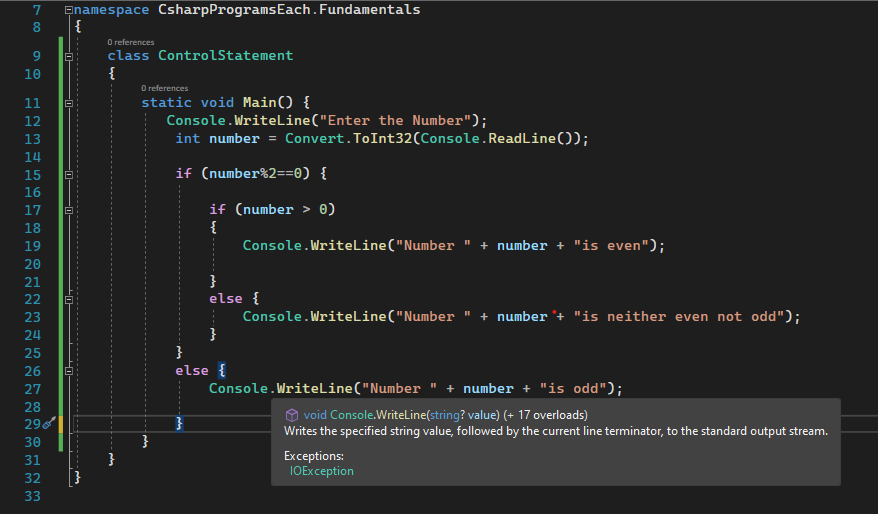 7 namespace CsharpProgramsEach.Fundamentals
8 {
0 references
9 class ControlStatement
10 {
0 references
11 static void Main() {
12 Console.WriteLine("Enter the Number");
13 int number = Convert.ToInt32(Console.ReadLine());
14
15 if (number%2==0) {
16
17 if (number > 0)
18 {
19 Console.WriteLine("Number " + number + "is even");
20
21 }
22 else {
23 Console.WriteLine("Number " + number + "is neither even not odd");
24 }
25 }
26 else {
27 Console.WriteLine("Number " + number + "is odd");
28
void Console.WriteLine(string? value) (+ 17 overloads)
29 }
Writes the specified string value, followed by the current line terminator, to the standard output stream.
30 }
Exceptions:
31 }
IOException
32 }
33